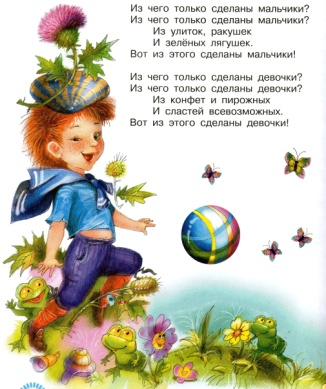 Из чего только сделаны мальчики?
Из чего только сделаны мальчики?
Из улиток, ракушек
И зелёных лягушек.
Вот из этого сделаны мальчики!
Из чего только сделаны девочки?
Из чего только сделаны девочки?
Из конфет и пирожных
И сластей всевозможных.
Вот из этого сделаны девочки!